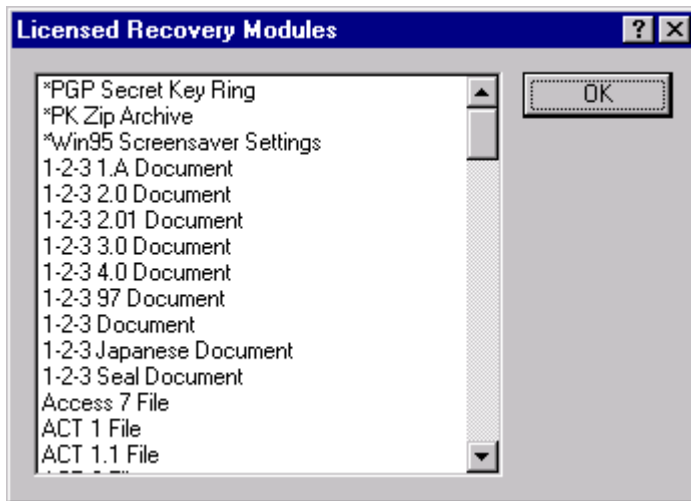 Licensed Recovery Modules
*PGP Secret Key Ring
*PK Zip Archive
*Win95 Screensaver Settings
1-2-3 1.A Document
1-2-3 2.0 Document
1-2-3 2.01 Document
1-2-3 3.0 Document
1-2-3 4.0 Document
1-2-3 97 Document
1-2-3 Document
1-2-3 Japanese Document
1-2-3 Seal Document
Access 7 File
ACT 1 File
ACT 1.1 File
OK